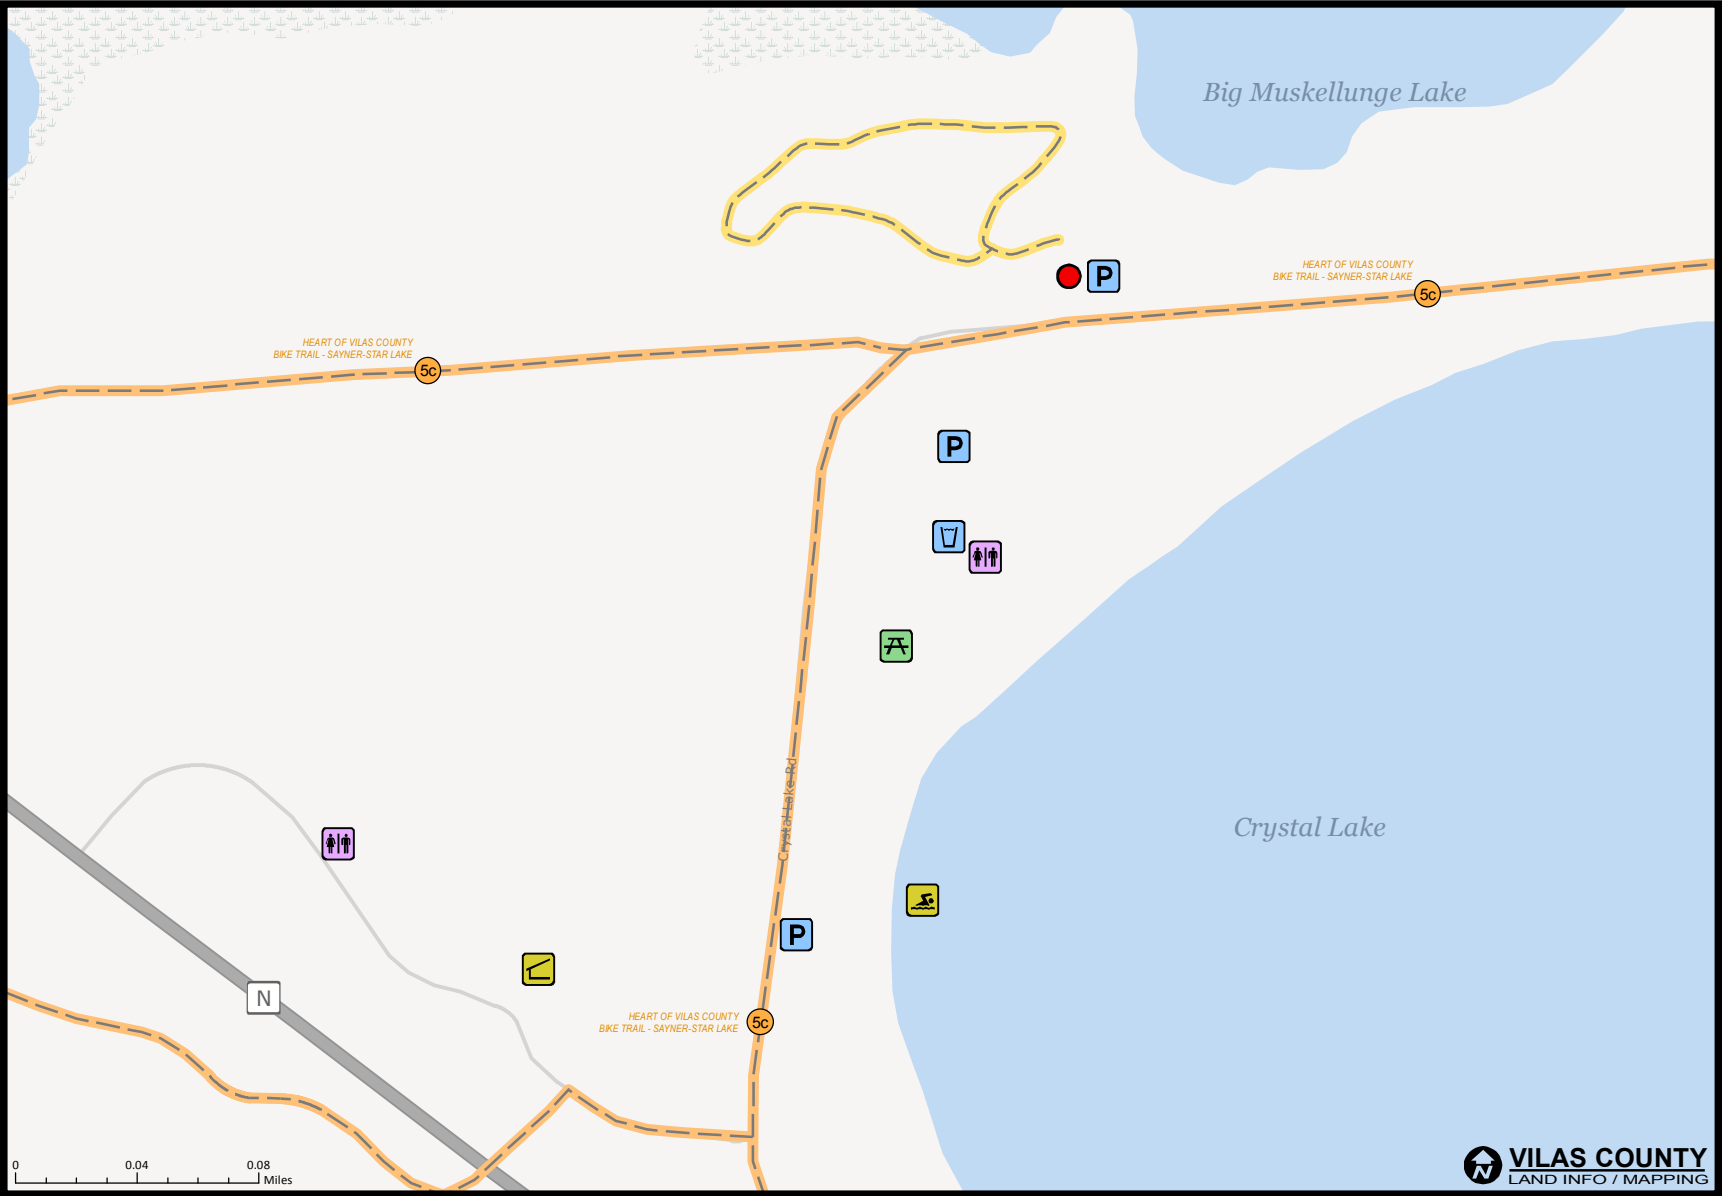 Big Muskellunge Lake
P
HEART OF VILAS COUNTY
BIKE TRAIL - SAYNER-STAR LAKE
5c
HEART OF VILAS COUNTY
BIKE TRAIL - SAYNER-STAR LAKE
5c
P
Crystal Lake Rd
Crystal Lake
P
N
HEART OF VILAS COUNTY
BIKE TRAIL - SAYNER-STAR LAKE
5c
0 0.04 0.08
Miles
N
VILAS COUNTY
LAND INFO / MAPPING